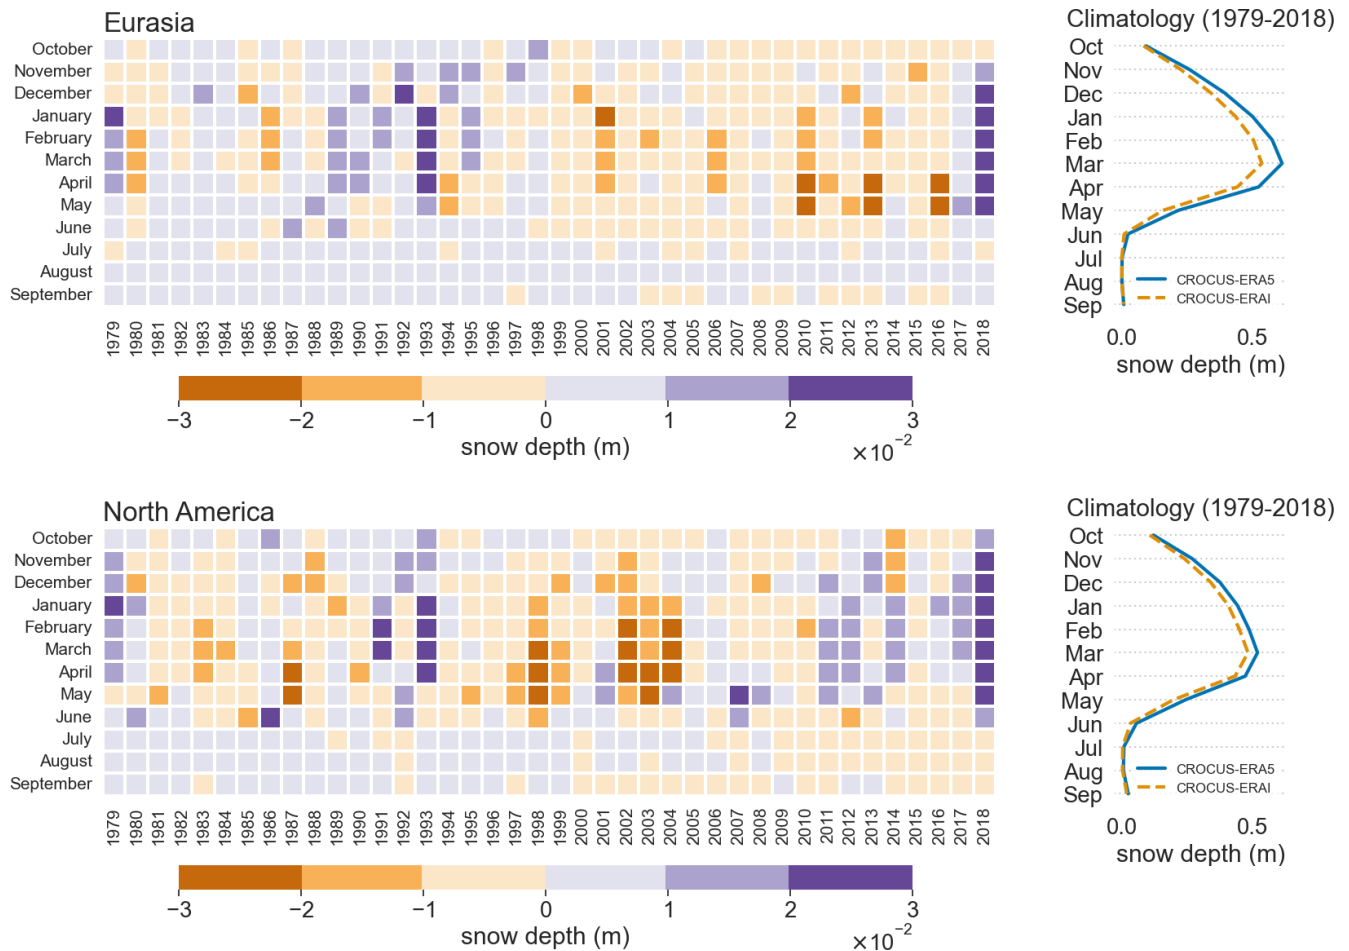 Eurasia
October
November
December
January
February
March
April
May
June
July
August
September
1979 1980 1981 1982 1983 1984 1985 1986 1987 1988 1989 1990 1991 1992 1993 1994 1995 1996 1997 1998 1999 2000 2001 2002 2003 2004 2005 2006 2007 2008 2009 2010 2011 2012 2013 2014 2015 2016 2017 2018
−3 −2 −1 0 1 2 3
snow depth (m)
×10⁻²
Climatology (1979-2018)
Oct
Nov
Dec
Jan
Feb
Mar
Apr
May
Jun
Jul
Aug
Sep
CROCUS-ERA5
CROCUS-ERAI
0.0 0.5
snow depth (m)
North America
October
November
December
January
February
March
April
May
June
July
August
September
1979 1980 1981 1982 1983 1984 1985 1986 1987 1988 1989 1990 1991 1992 1993 1994 1995 1996 1997 1998 1999 2000 2001 2002 2003 2004 2005 2006 2007 2008 2009 2010 2011 2012 2013 2014 2015 2016 2017 2018
−3 −2 −1 0 1 2 3
snow depth (m)
×10⁻²
Climatology (1979-2018)
Oct
Nov
Dec
Jan
Feb
Mar
Apr
May
Jun
Jul
Aug
Sep
CROCUS-ERA5
CROCUS-ERAI
0.0 0.5
snow depth (m)